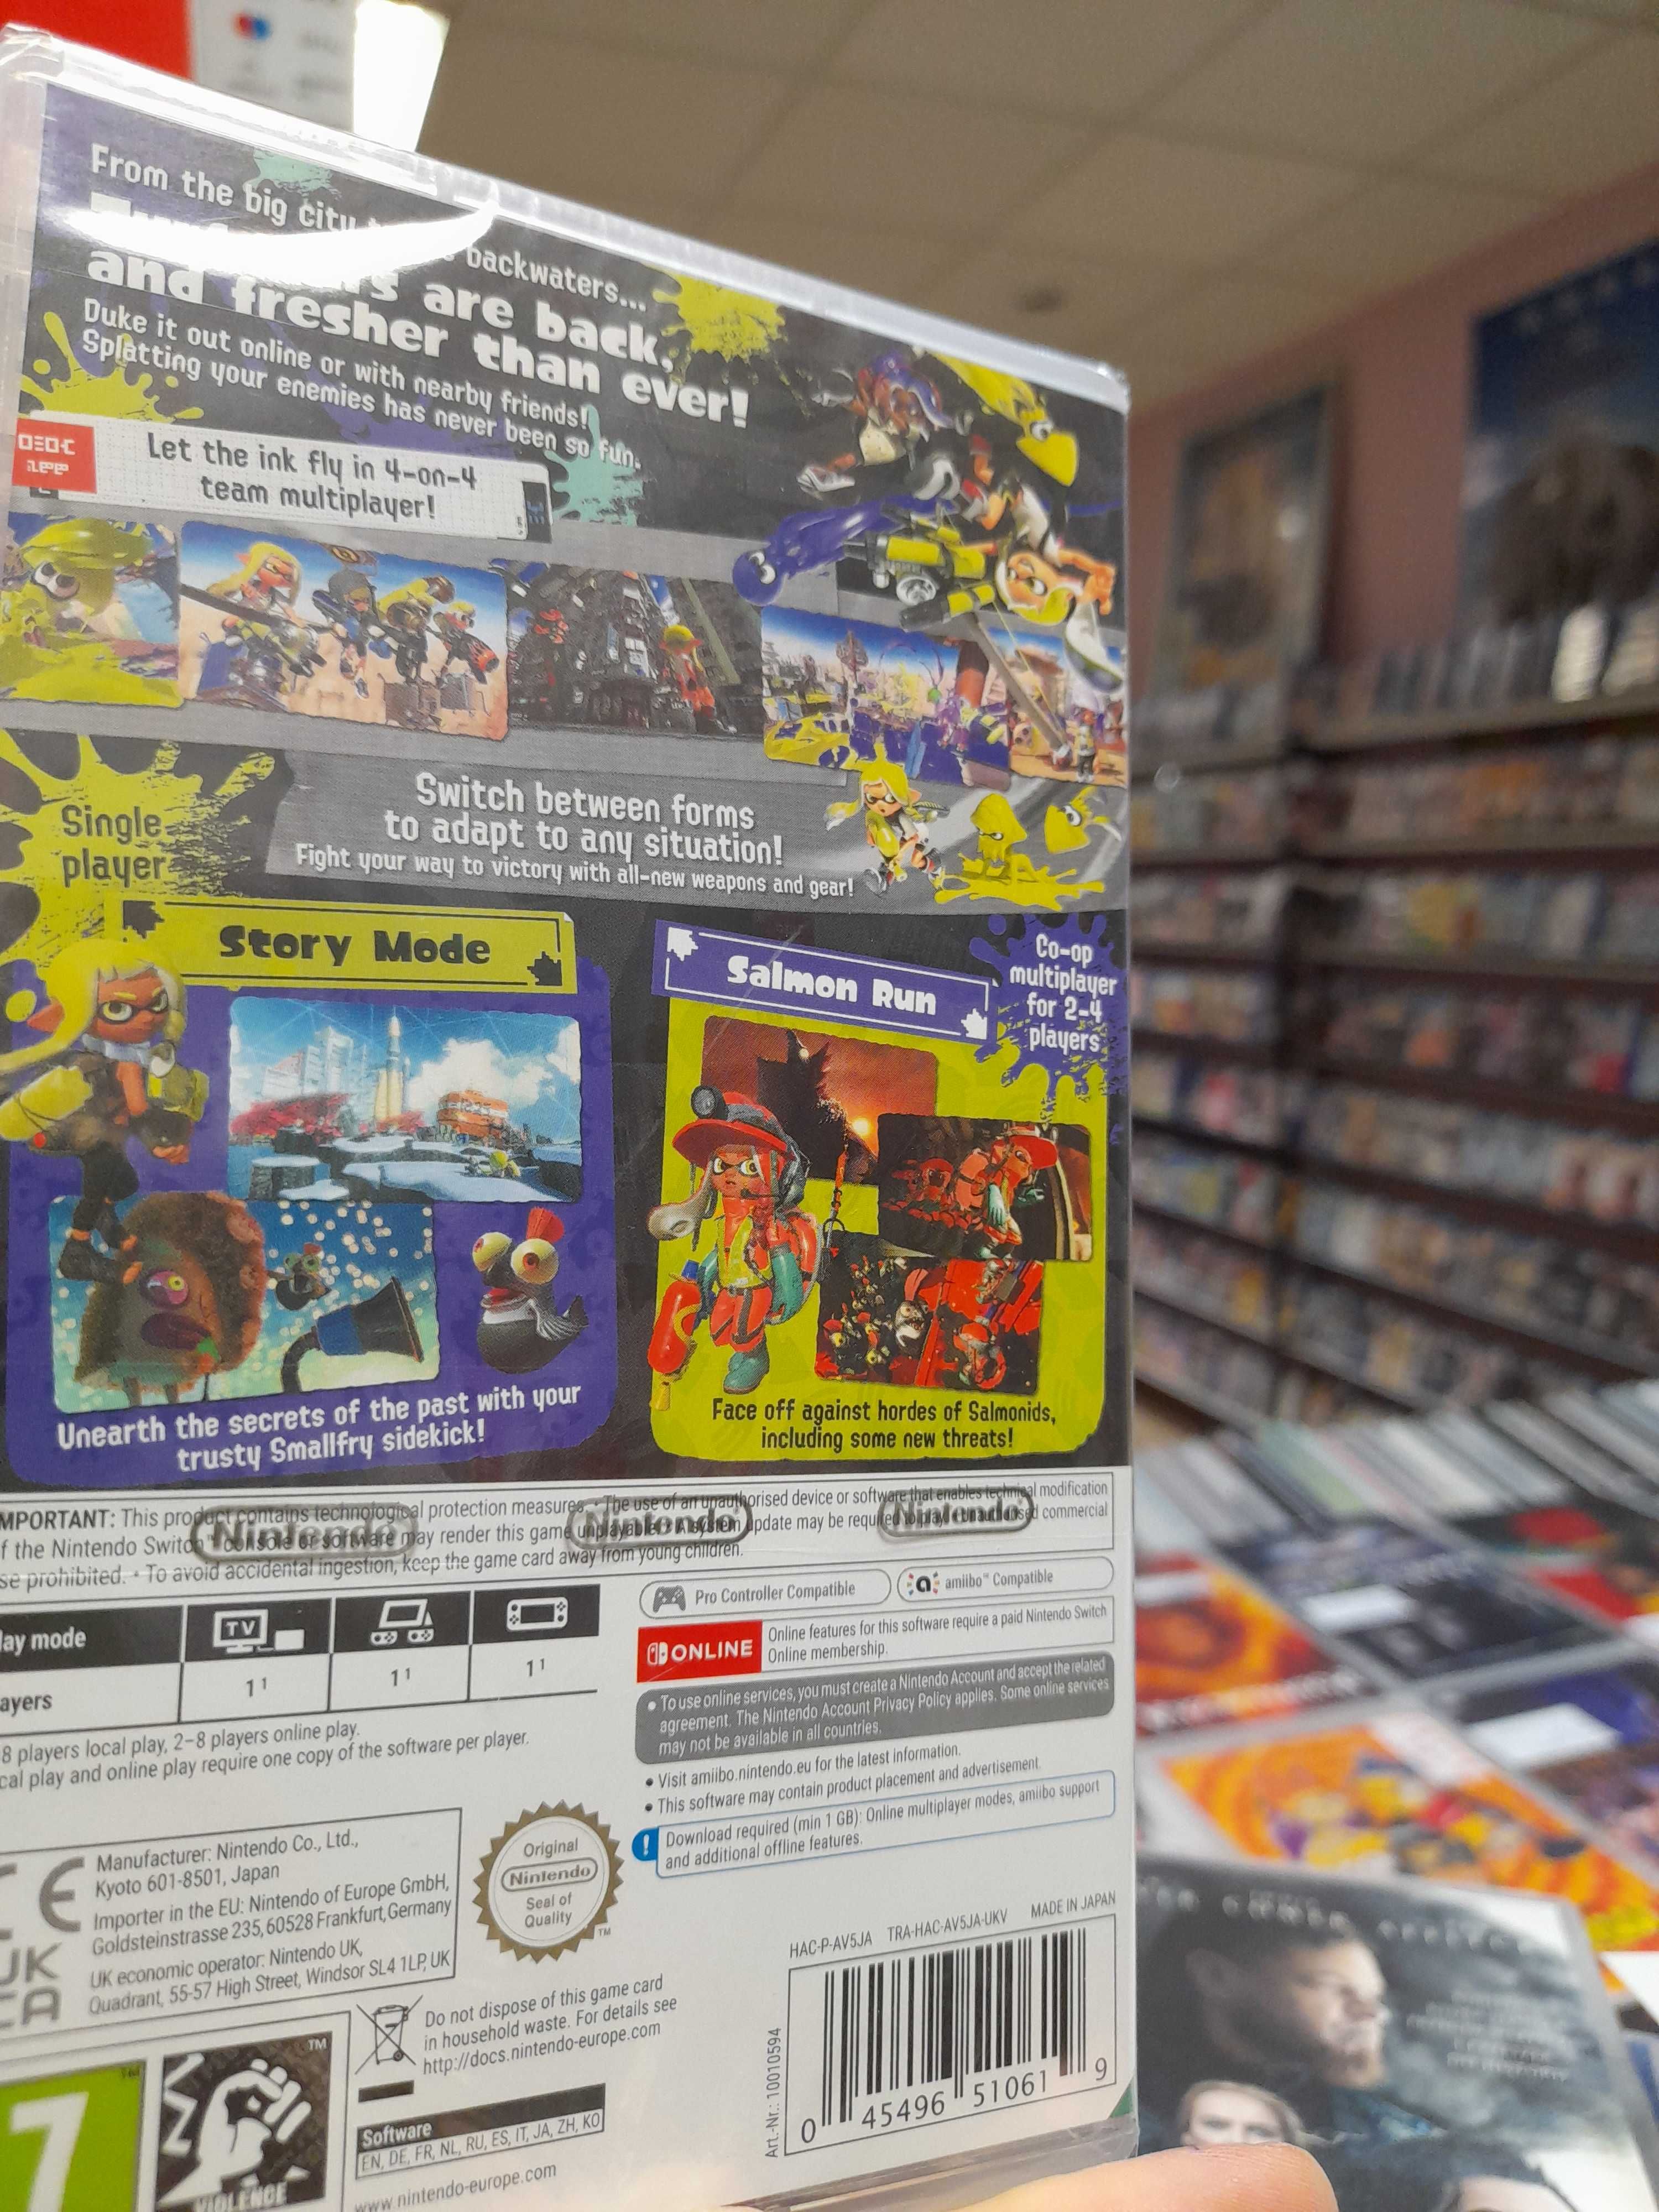 From the big city backwaters...
are back,
and fresher than ever!
Duke it out online or with nearby friends!
Splatting your enemies has never been so fun.
Let the ink fly in 4-on-4
team multiplayer!
Single
player
Switch between forms
to adapt to any situation!
Fight your way to victory with all-new weapons and gear!
Story Mode
Salmon Run
Co-op
multiplayer
for 2-4
players
Unearth the secrets of the past with your
trusty Smallfry sidekick!
Face off against hordes of Salmonids,
including some new threats!
MPORTANT: This product contains technological protection measures. • The use of an unauthorised device or software that enables technical modification
f the Nintendo Switch™ console or software may render this game unplayable. • A system update may be required to play. • Unauthorised commercial
se prohibited. • To avoid accidental ingestion, keep the game card away from young children.
Nintendo Nintendo Nintendo
lay mode
TV
ayers
1¹ 1¹ 1¹
8 players local play, 2-8 players online play.
cal play and online play require one copy of the software per player.
Pro Controller Compatible
amiibo™ Compatible
ONLINE
Online features for this software require a paid Nintendo Switch
Online membership.
• To use online services, you must create a Nintendo Account and accept the related
agreement. The Nintendo Account Privacy Policy applies. Some online services
may not be available in all countries.
• Visit amiibo.nintendo.eu for the latest information.
• This software may contain product placement and advertisement.
! Download required (min 1 GB): Online multiplayer modes, amiibo support
and additional offline features.
CE
UK
CA
Manufacturer: Nintendo Co., Ltd.,
Kyoto 601-8501, Japan
Importer in the EU: Nintendo of Europe GmbH,
Goldsteinstrasse 235, 60528 Frankfurt, Germany
UK economic operator: Nintendo UK,
Quadrant, 55-57 High Street, Windsor SL4 1LP, UK
Original
Nintendo
Seal of
Quality
TM
HAC-P-AV5JA TRA-HAC-AV5JA-UKV MADE IN JAPAN
Do not dispose of this game card
in household waste. For details see
http://docs.nintendo-europe.com
Art.-Nr.: 10010594
0 45496 51061 9
7
TM
TM
VIOLENCE
Software
EN, DE, FR, NL, RU, ES, IT, JA, ZH, KO
www.nintendo-europe.com